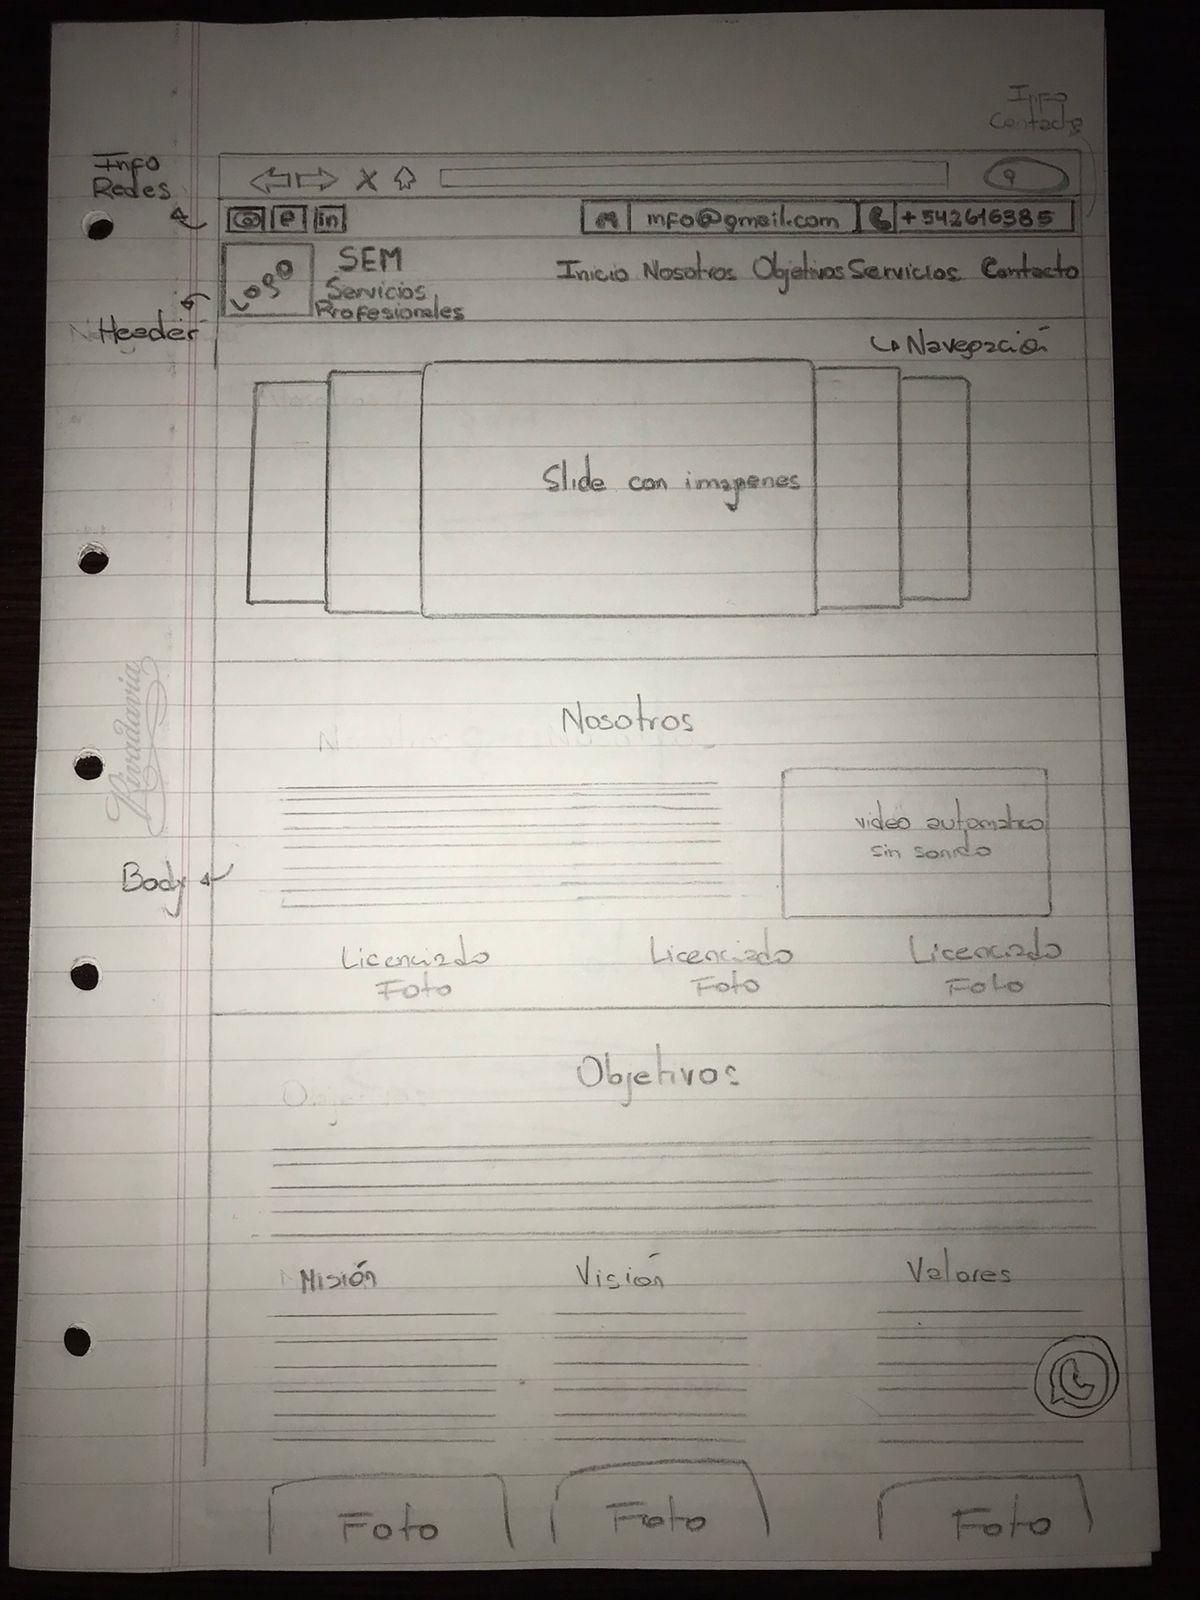 Info
Contacto
Info
Redes
in
info@gmail.com
+542616385
Logo
SEM
Servicios
Profesionales
Inicio Nosotros Objetivos Servicios Contacto
Header
Navegación
Slide con imagenes
Rivadavia
Nosotros
video automatico
sin sonido
Body
Licenciado
Foto
Licenciado
Foto
Licenciado
Foto
Objetivos
Misión
Visión
Valores
Foto
Foto
Foto